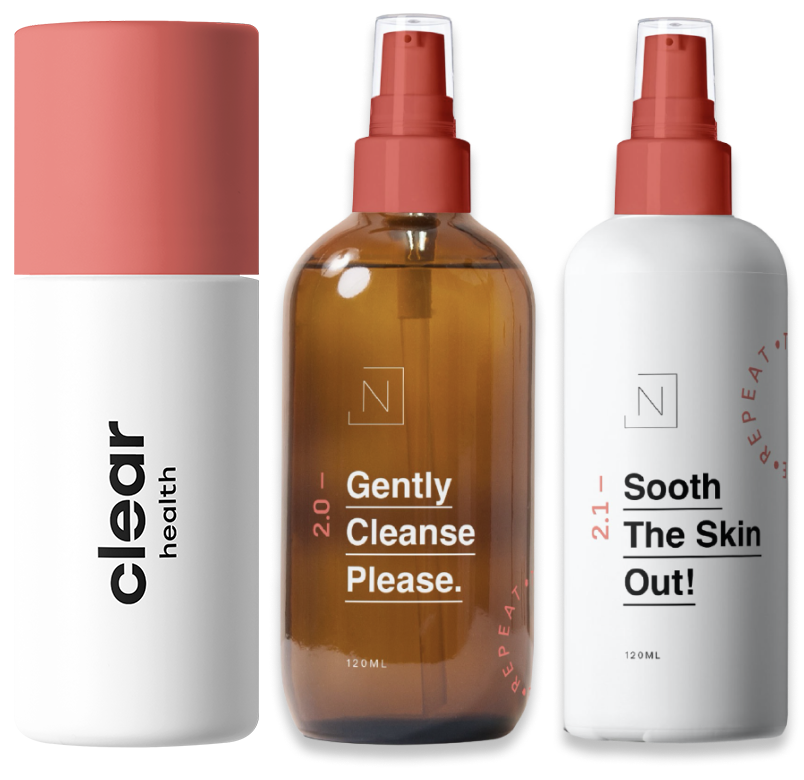 clear
health
N
2.0 —
Gently
Cleanse
Please.
120ML
• REPEAT •
N
2.1 —
Sooth
The Skin
Out!
120ML
• REPEAT •